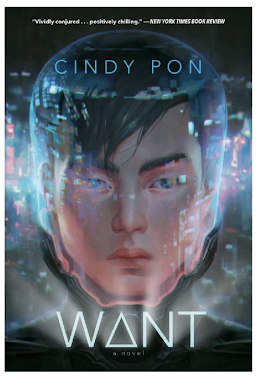 "Vividly conjured . . . positively chilling." —NEW YORK TIMES BOOK REVIEW
CINDY PON
WANT
a novel